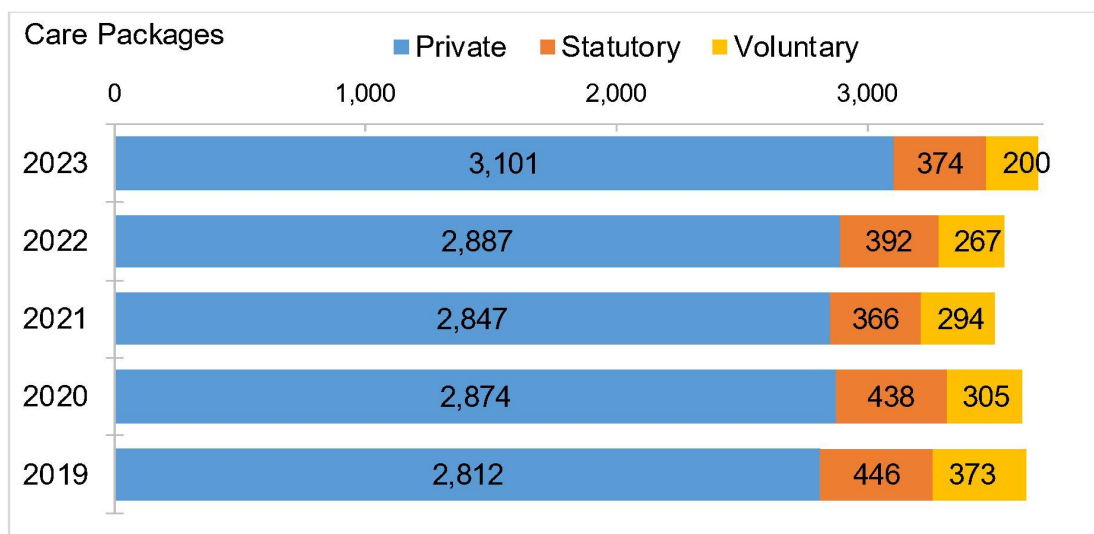 Care Packages
Private Statutory Voluntary
0 1,000 2,000 3,000
2023 3,101 374 200
2022 2,887 392 267
2021 2,847 366 294
2020 2,874 438 305
2019 2,812 446 373